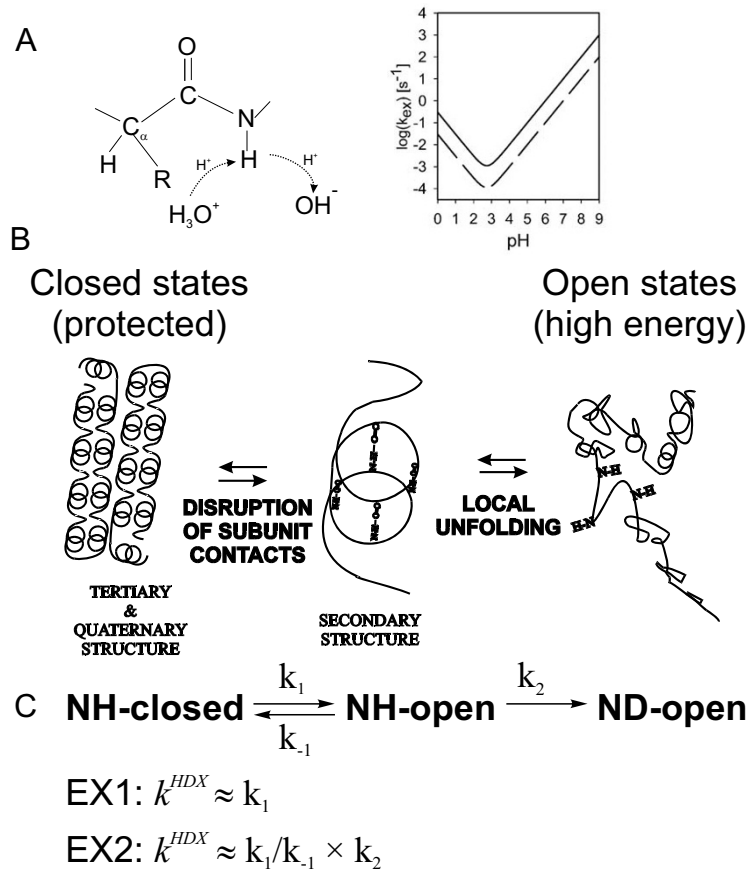 A
O
C
N
C
α
H
R
H
H⁺
H⁺
H₃O⁺
OH⁻
log(kₑₓ) [s⁻¹]
4
3
2
1
0
-1
-2
-3
-4
0 1 2 3 4 5 6 7 8 9
pH
B
Closed states
(protected)
Open states
(high energy)
DISRUPTION
OF SUBUNIT
CONTACTS
LOCAL
UNFOLDING
N-H
N-H
H-N
TERTIARY
&
QUATERNARY
STRUCTURE
SECONDARY
STRUCTURE
C
NH-closed k₁ k₋₁ NH-open k₂ ND-open
EX1: k^HDX ≈ k₁
EX2: k^HDX ≈ k₁/k₋₁ × k₂